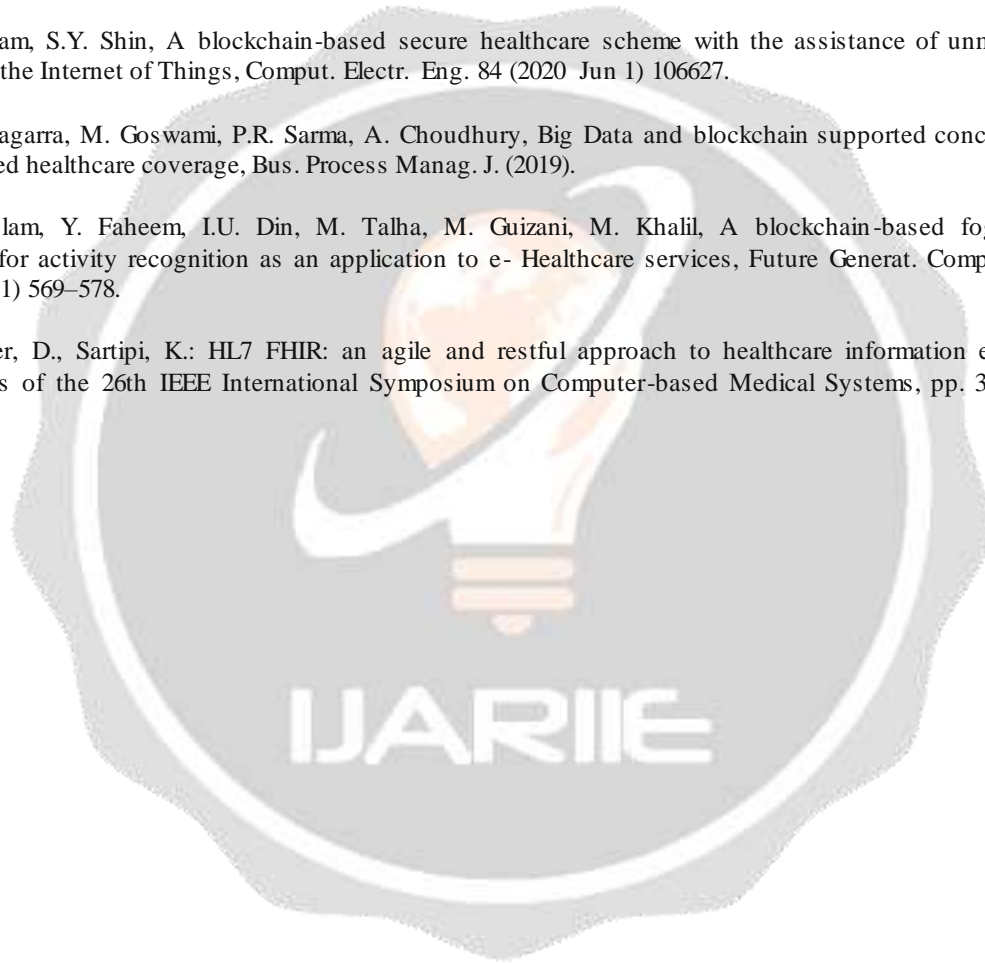 am, S.Y. Shin, A blockchain-based secure healthcare scheme with the assistance of unn
the Internet of Things, Comput. Electr. Eng. 84 (2020 Jun 1) 106627.
agarra, M. Goswami, P.R. Sarma, A. Choudhury, Big Data and blockchain supported conc
ed healthcare coverage, Bus. Process Manag. J. (2019).
lam, Y. Faheem, I.U. Din, M. Talha, M. Guizani, M. Khalil, A blockchain-based fog
for activity recognition as an application to e- Healthcare services, Future Generat. Comp
1) 569–578.
er, D., Sartipi, K.: HL7 FHIR: an agile and restful approach to healthcare information e
s of the 26th IEEE International Symposium on Computer-based Medical Systems, pp. 3
IJARIIE